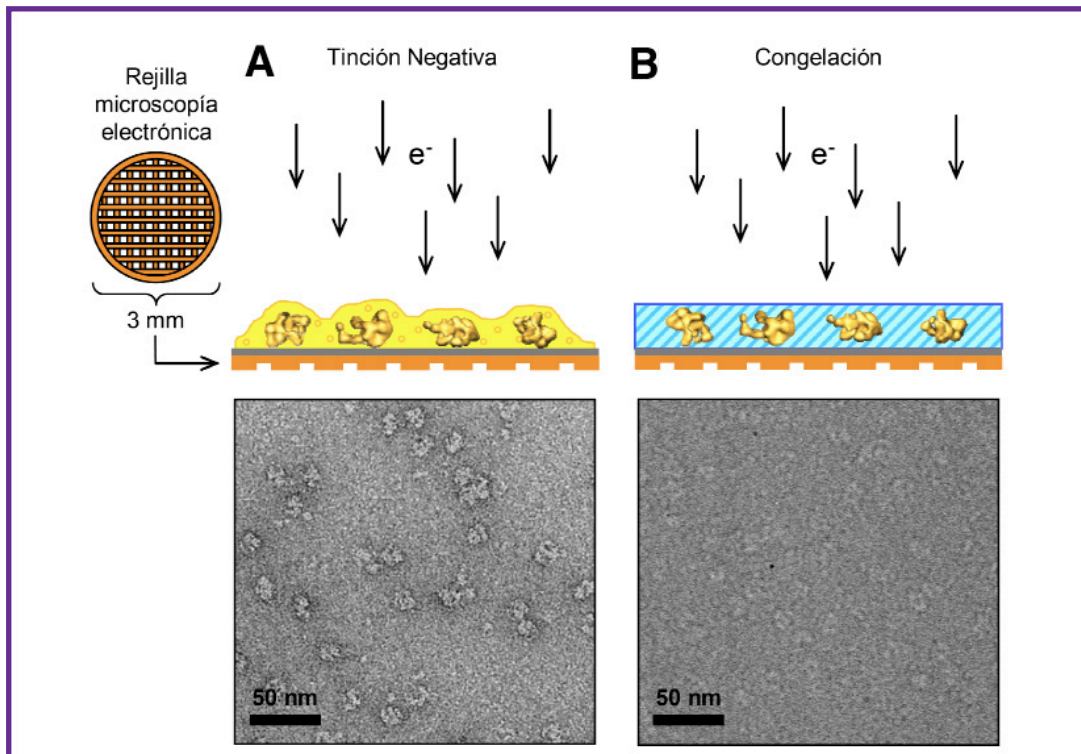 A
Tinción Negativa
B
Congelación
Rejilla
microscopía
electrónica
e-
e-
3 mm
50 nm
50 nm